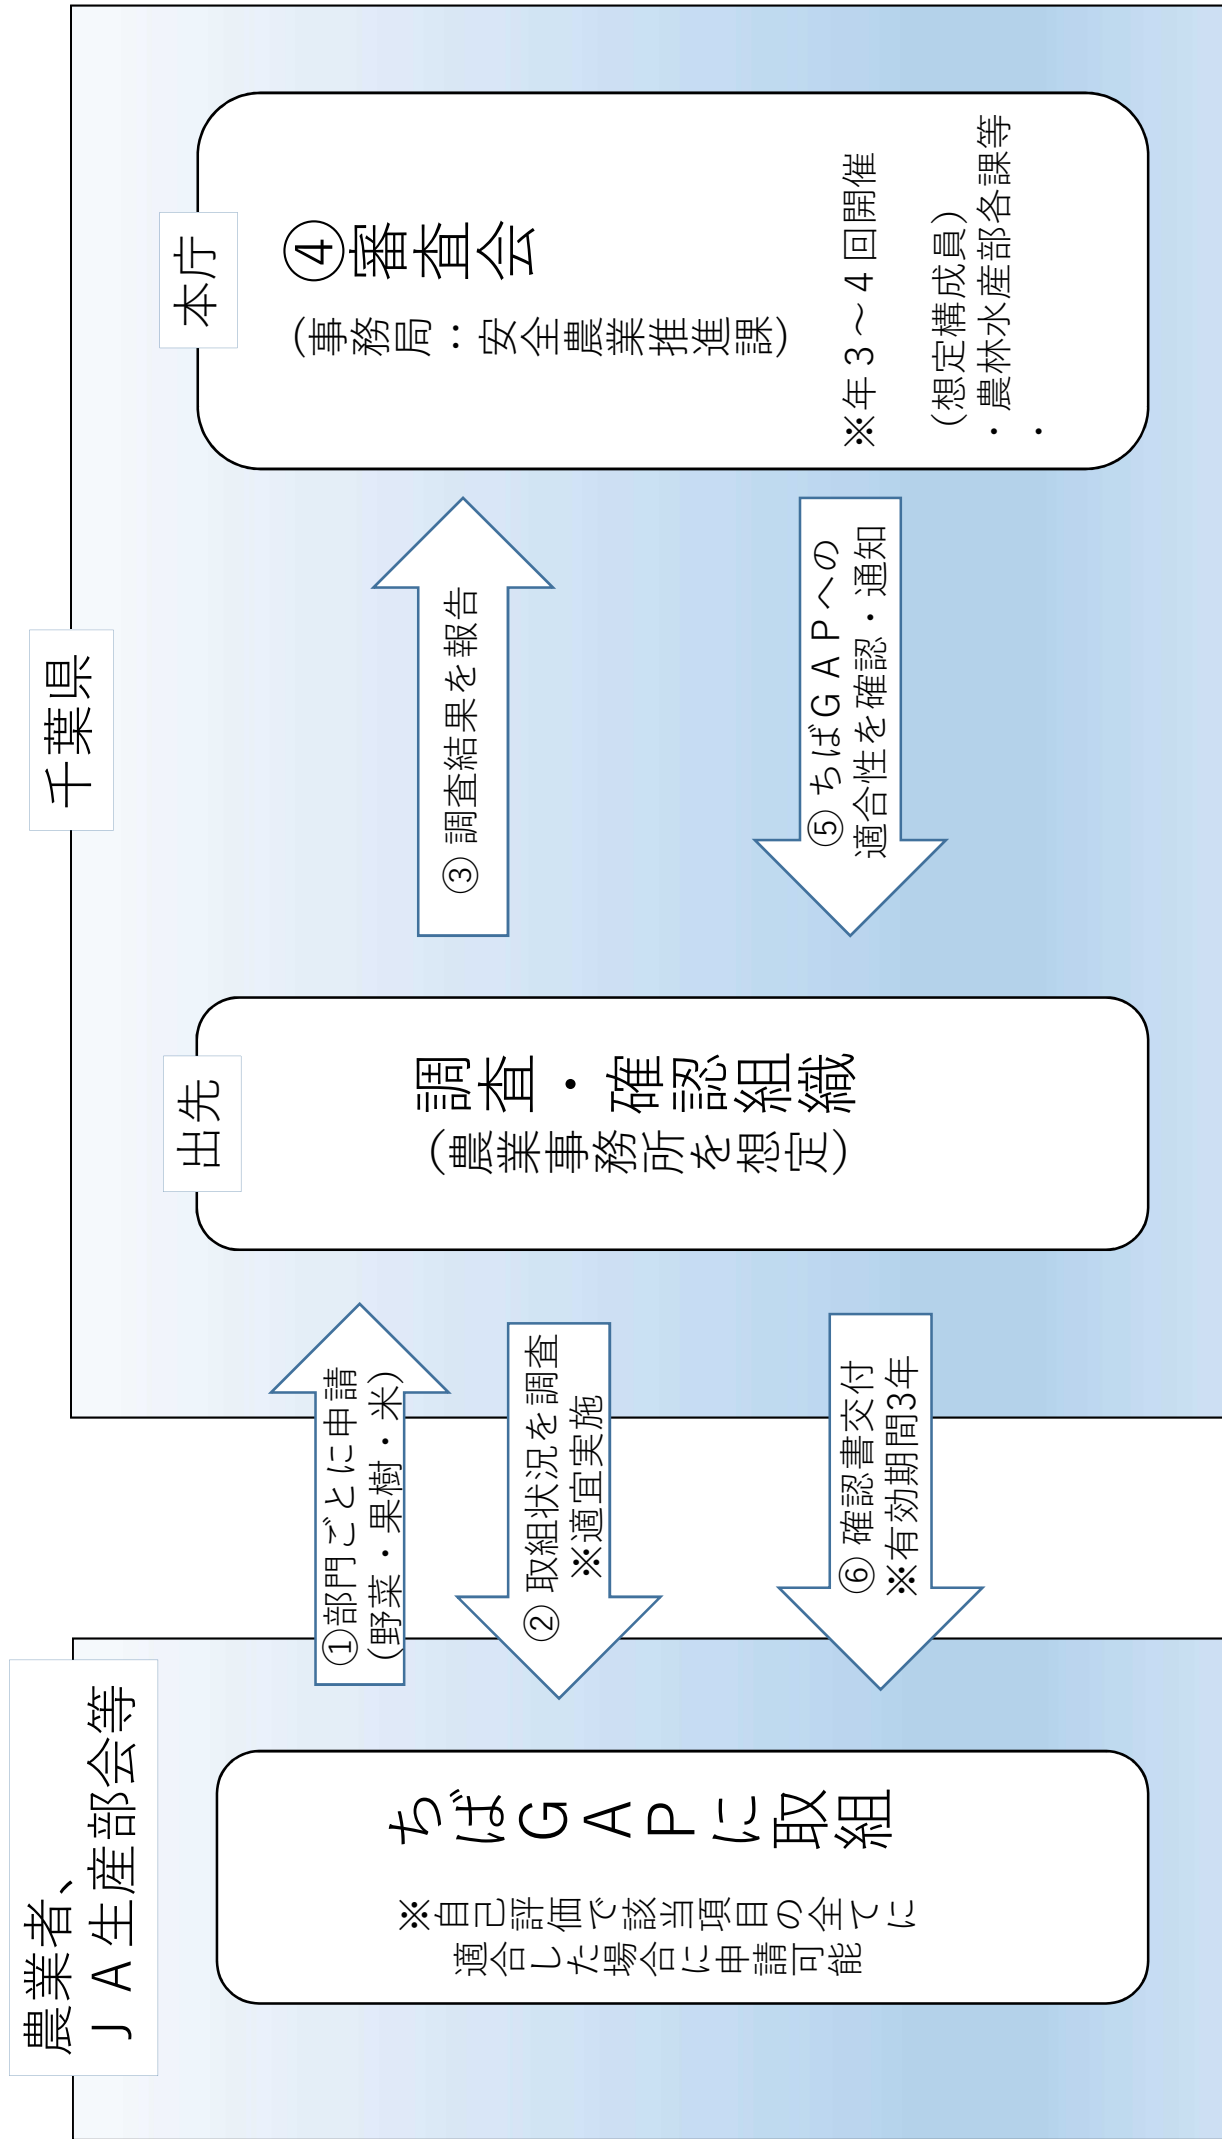 農業者、
ＪＡ生産部会等
ちばＧＡＰに取組
※自己評価で該当項目の全てに
適合した場合に申請可能
①部門ごとに申請
(野菜・果樹・米)
② 取組状況を調査
※適宜実施
⑥ 確認書交付
※有効期間3年
千葉県
出先
調査・確認組織
(農業事務所を想定)
③ 調査結果を報告
⑤ ちばＧＡＰへの
適合性を確認・通知
本庁
④審査会
(事務局：安全農業推進課)
※年３～４回開催
(想定構成員)
・農林水産部各課等
・